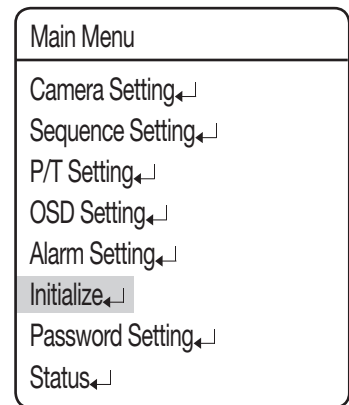 Main Menu
Camera Setting↵
Sequence Setting↵
P/T Setting↵
OSD Setting↵
Alarm Setting↵
Initialize↵
Password Setting↵
Status↵